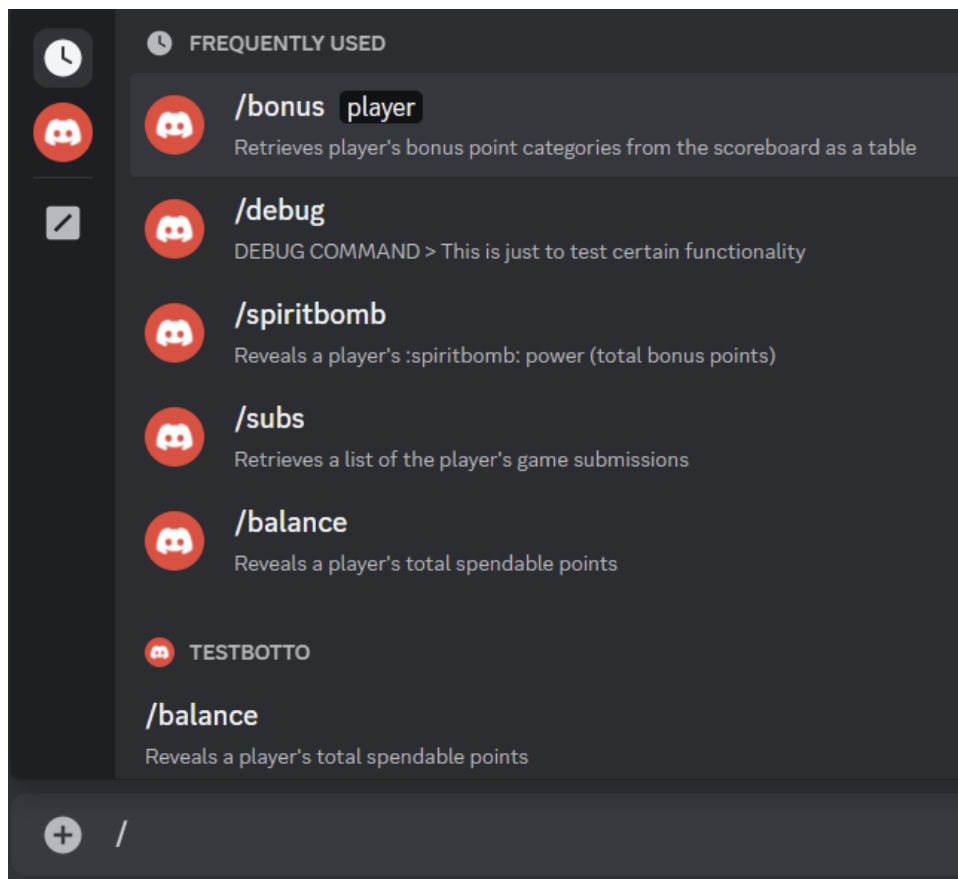 FREQUENTLY USED
/bonus player
Retrieves player's bonus point categories from the scoreboard as a table
/debug
DEBUG COMMAND > This is just to test certain functionality
/spiritbomb
Reveals a player's :spiritbomb: power (total bonus points)
/subs
Retrieves a list of the player's game submissions
/balance
Reveals a player's total spendable points
TESTBOTTO
/balance
Reveals a player's total spendable points
/